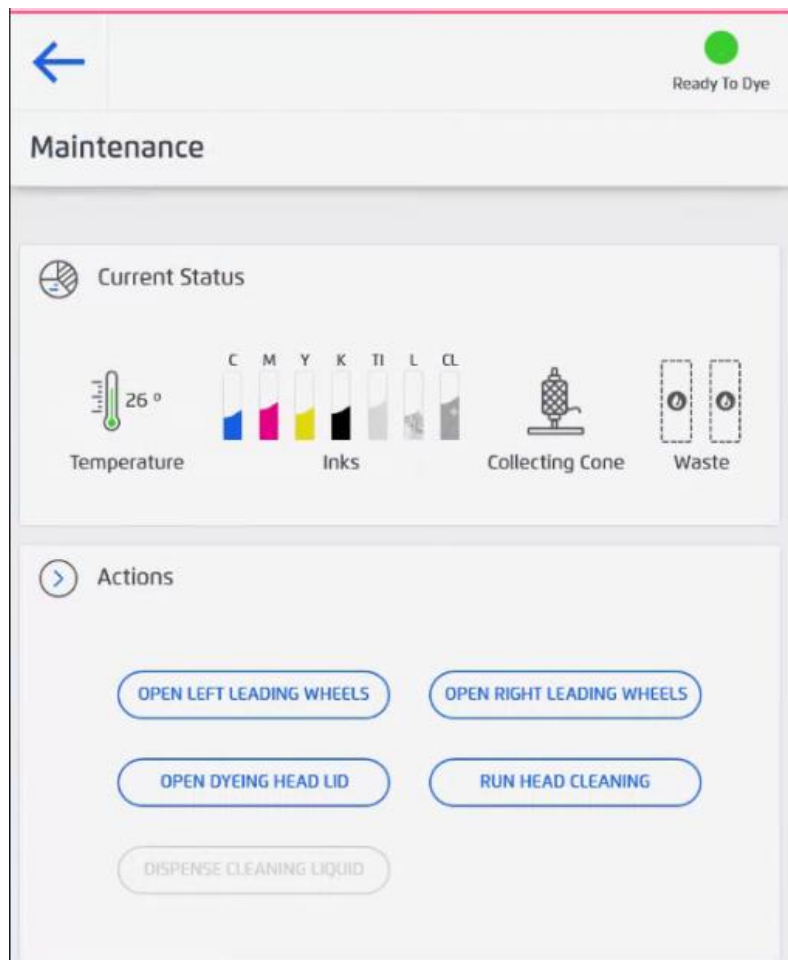 Ready To Dye
Maintenance
Current Status
C M Y K TI L CL
26 °
Temperature Inks Collecting Cone Waste
Actions
OPEN LEFT LEADING WHEELS OPEN RIGHT LEADING WHEELS
OPEN DYEING HEAD LID RUN HEAD CLEANING
DISPENSE CLEANING LIQUID